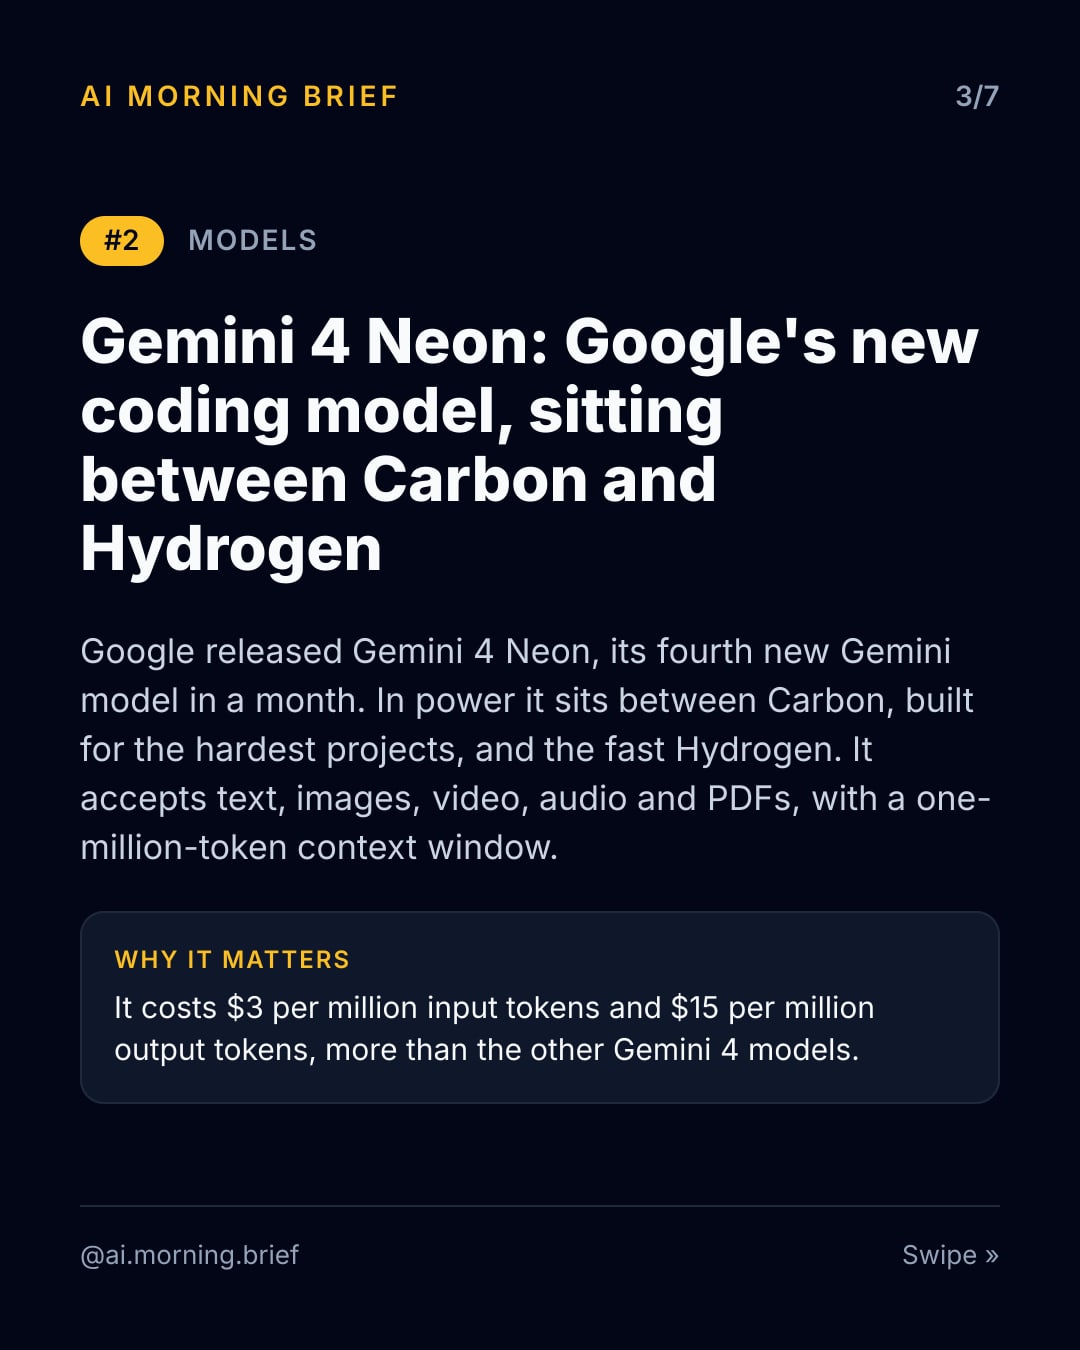 AI MORNING BRIEF
3/7
#2
MODELS
Gemini 4 Neon: Google's new
coding model, sitting
between Carbon and
Hydrogen
Google released Gemini 4 Neon, its fourth new Gemini
model in a month. In power it sits between Carbon, built
for the hardest projects, and the fast Hydrogen. It
accepts text, images, video, audio and PDFs, with a one-
million-token context window.
WHY IT MATTERS
It costs $3 per million input tokens and $15 per million
output tokens, more than the other Gemini 4 models.
@ai.morning.brief
Swipe »